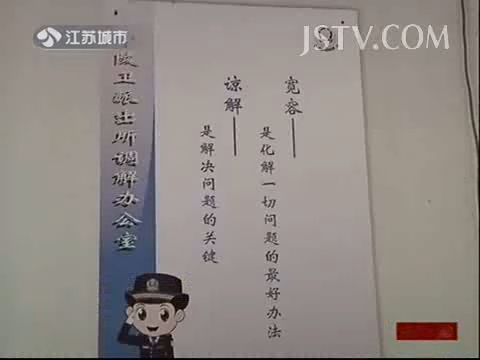 江苏城市
JSTV.COM
宽容——
是化解一切问题的最好办法
谅解——
是解决问题的关键
陵卫派出所调解办公室